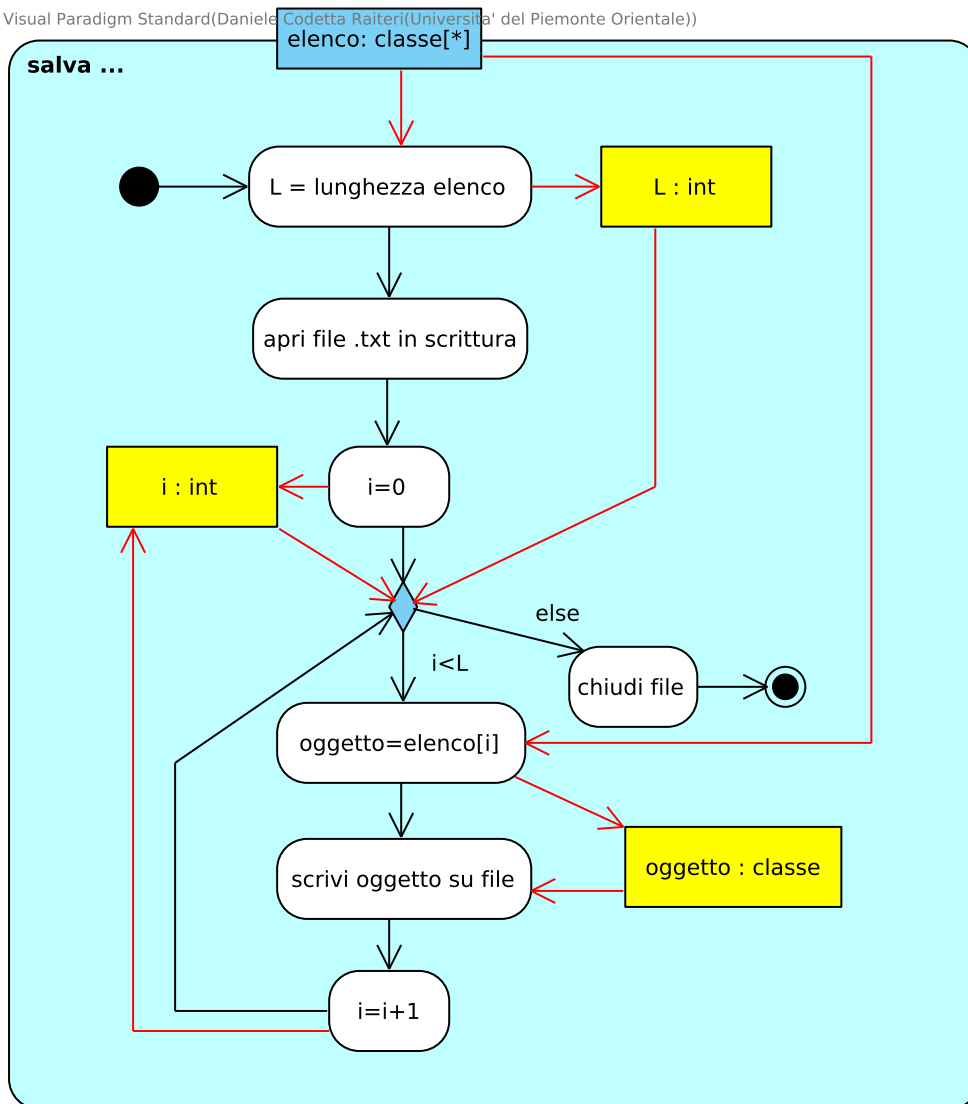 Visual Paradigm Standard(Daniele Codetta Raiteri(Universita' del Piemonte Orientale))
elenco: classe[*]
salva ...
L = lunghezza elenco
L : int
apri file .txt in scrittura
i : int
i=0
else
i<L
chiudi file
oggetto=elenco[i]
oggetto : classe
scrivi oggetto su file
i=i+1